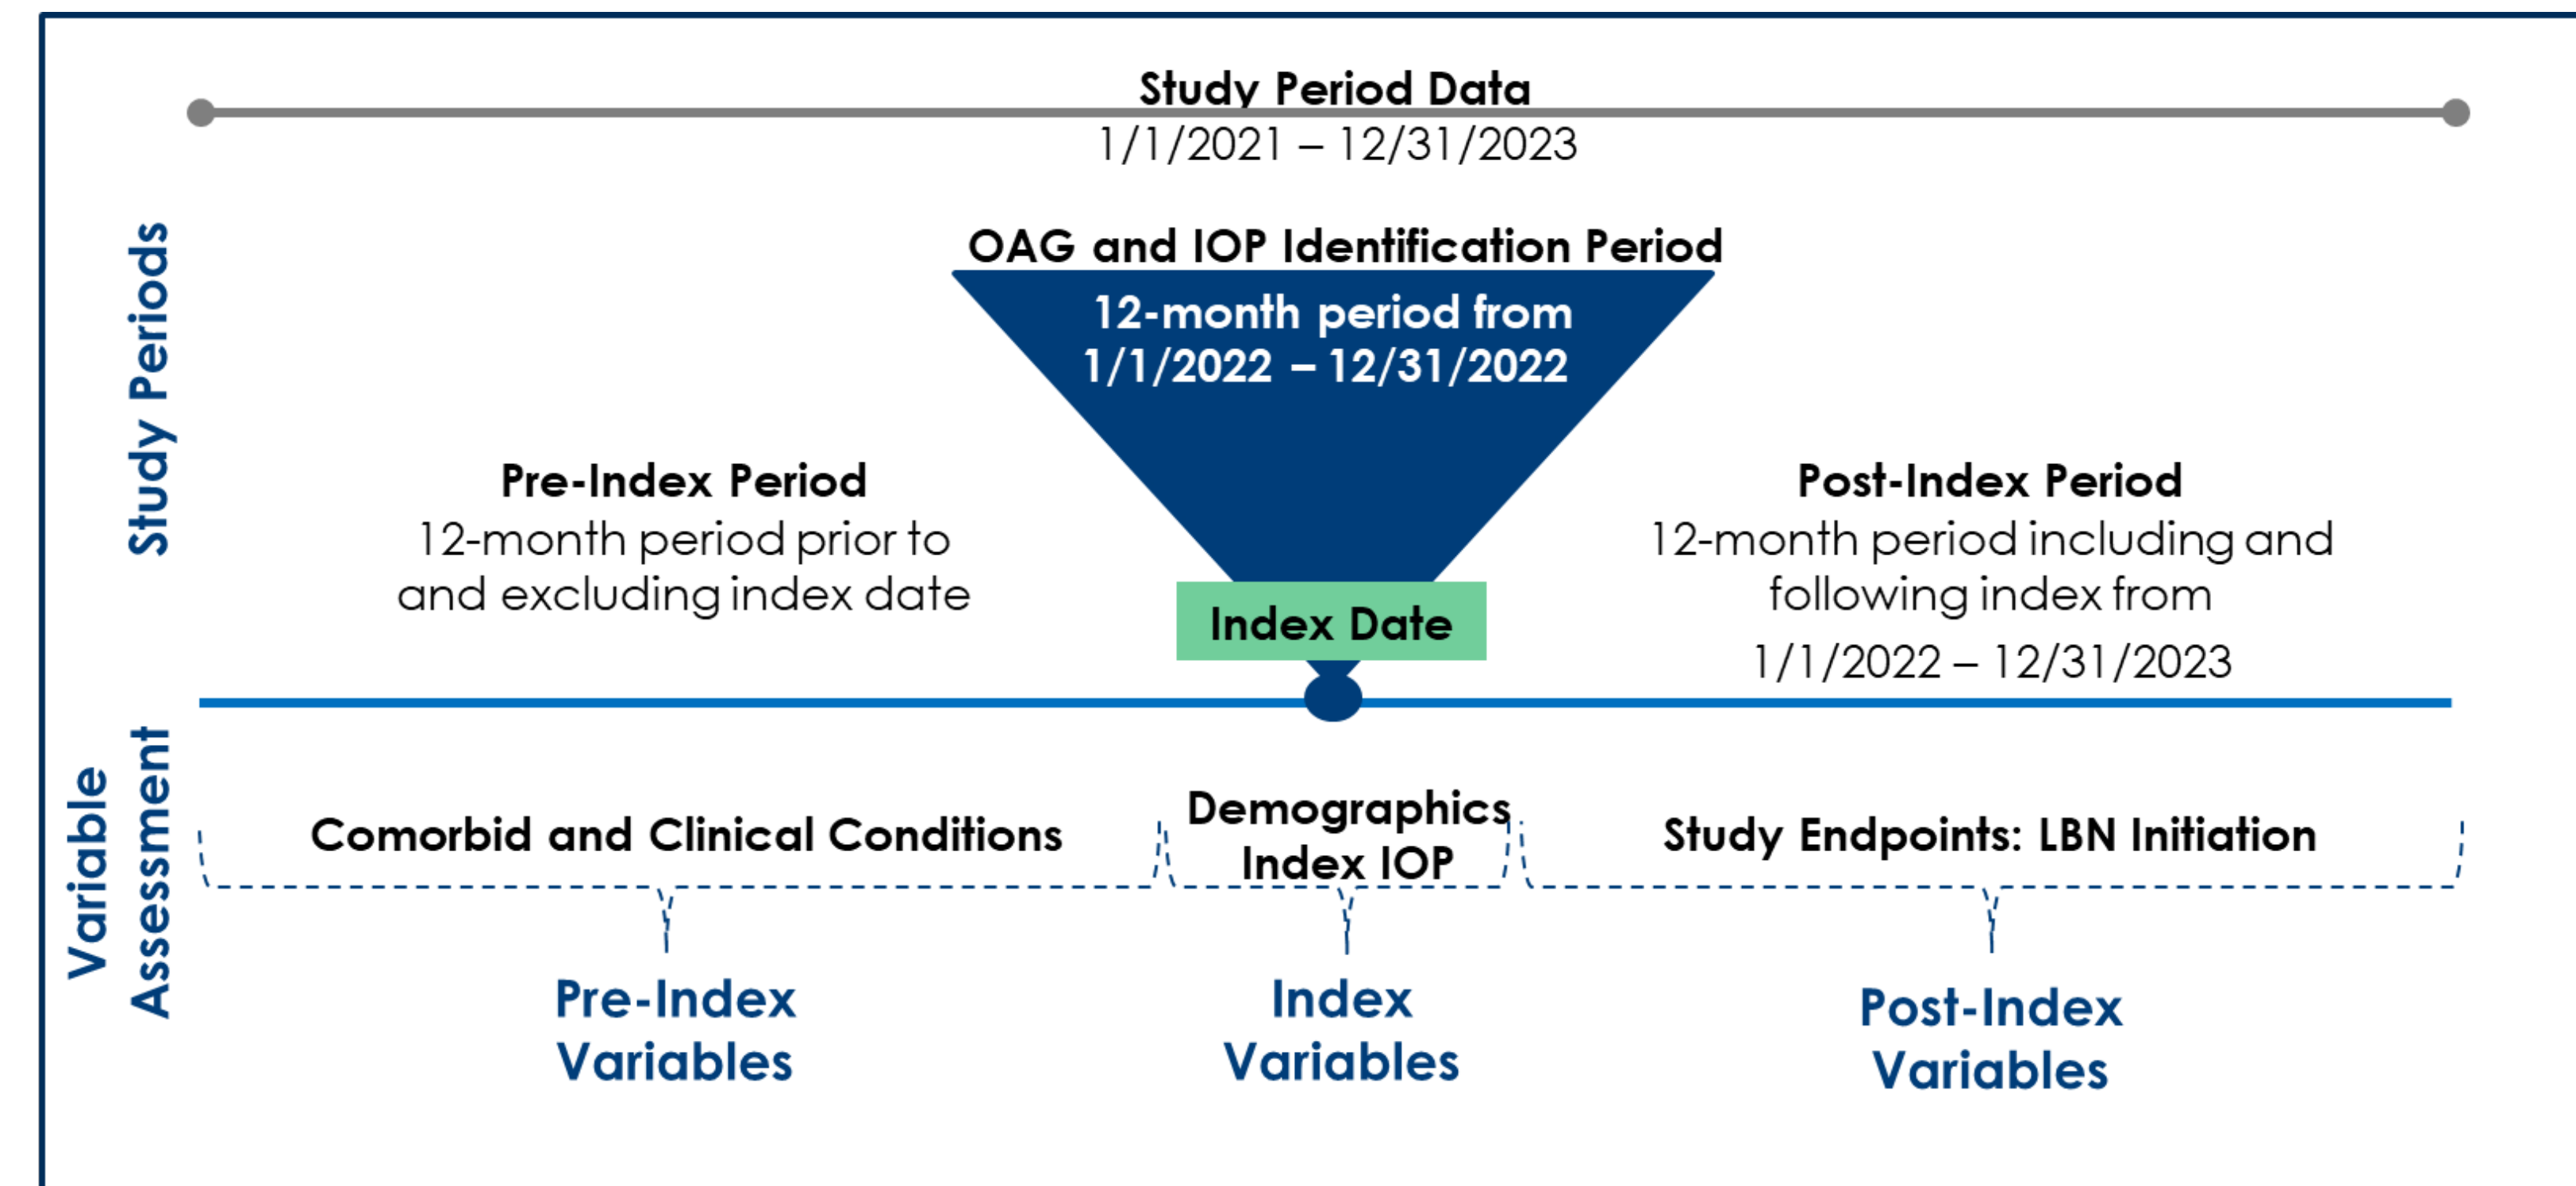 Study Period Data
1/1/2021 – 12/31/2023
Study Periods
OAG and IOP Identification Period
12-month period from
1/1/2022 – 12/31/2022
Pre-Index Period
12-month period prior to
and excluding index date
Index Date
Post-Index Period
12-month period including and
following index from
1/1/2022 – 12/31/2023
Variable
Assessment
Comorbid and Clinical Conditions
Demographics
Index IOP
Study Endpoints: LBN Initiation
Pre-Index
Variables
Index
Variables
Post-Index
Variables